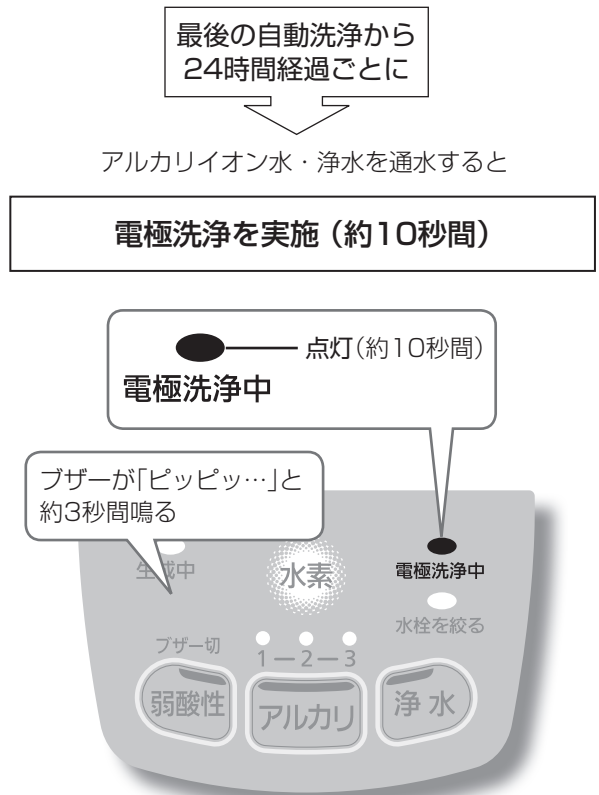 最後の自動洗浄から
24時間経過ごとに
アルカリイオン水・浄水を通水すると
電極洗浄を実施（約10秒間）
点灯(約10秒間)
電極洗浄中
ブザーが「ピッピッ…」と
約3秒間鳴る
生成中
水素
電極洗浄中
水栓を絞る
ブザー切
1－2－3
弱酸性
アルカリ
浄水